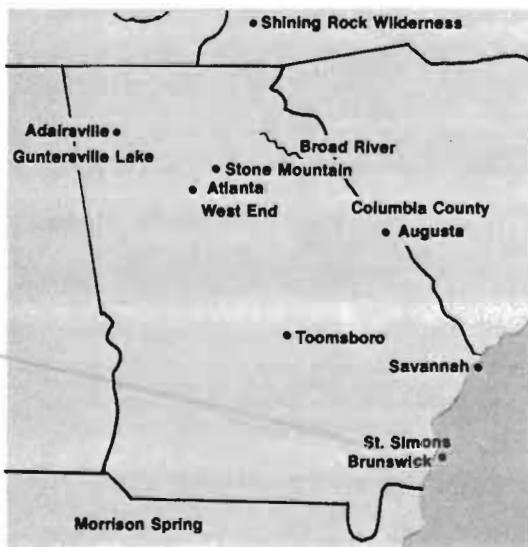 Shining Rock Wilderness
Adairsville
Guntersville Lake
Broad River
Stone Mountain
Atlanta
West End
Columbia County
Augusta
Toomsboro
Savannah
St. Simons
Brunswick
Morrison Spring